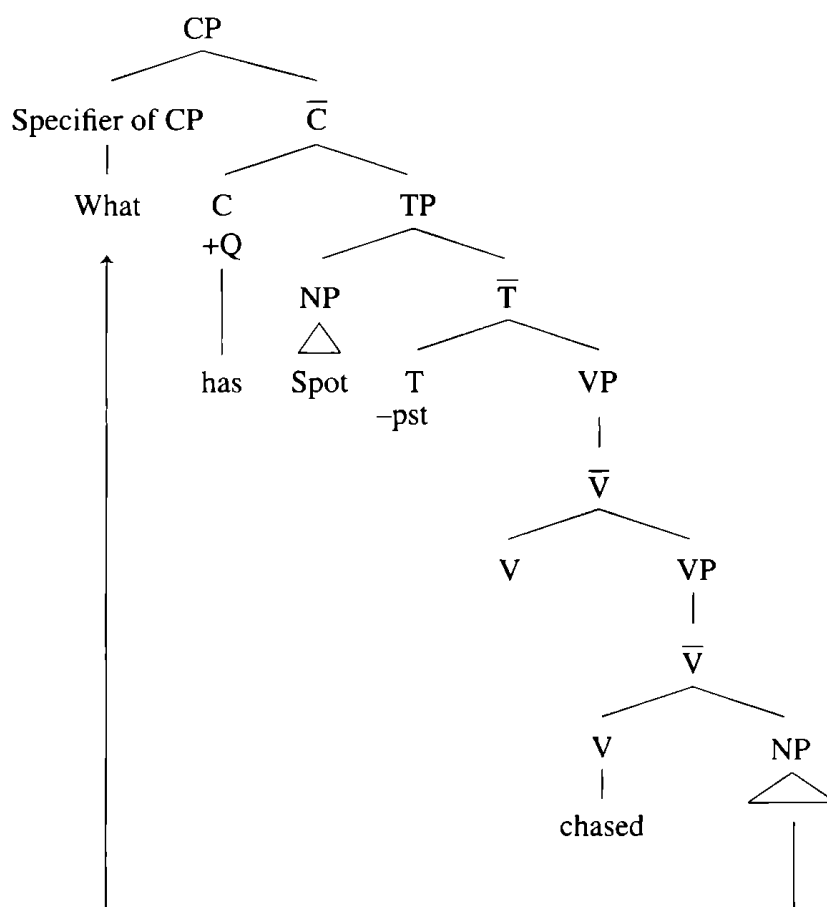 CP
Specifier of CP C̅
What C TP
+Q
NP T̅
has Spot T VP
–pst
V̅
V VP
V̅
V NP
chased